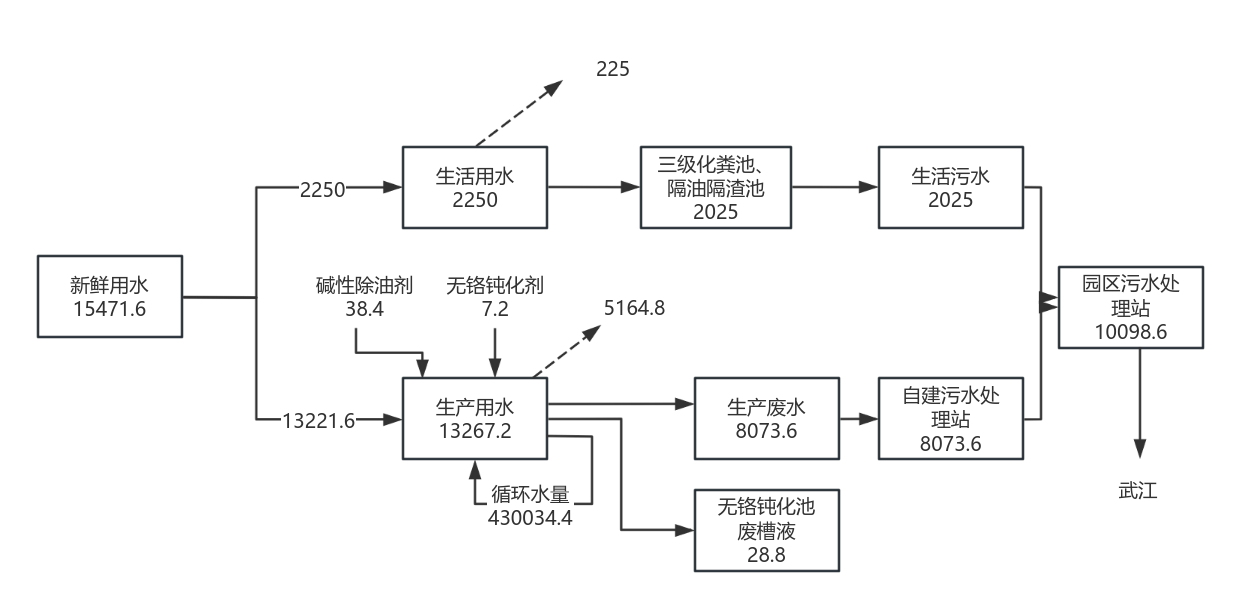 225
生活用水
2250
三级化粪池、
隔油隔渣池
2025
生活污水
2025
2250
新鲜用水
15471.6
碱性除油剂
38.4
无铬钝化剂
7.2
5164.8
园区污水处
理站
10098.6
13221.6
生产用水
13267.2
生产废水
8073.6
自建污水处
理站
8073.6
循环水量
430034.4
无铬钝化池
废槽液
28.8
武江